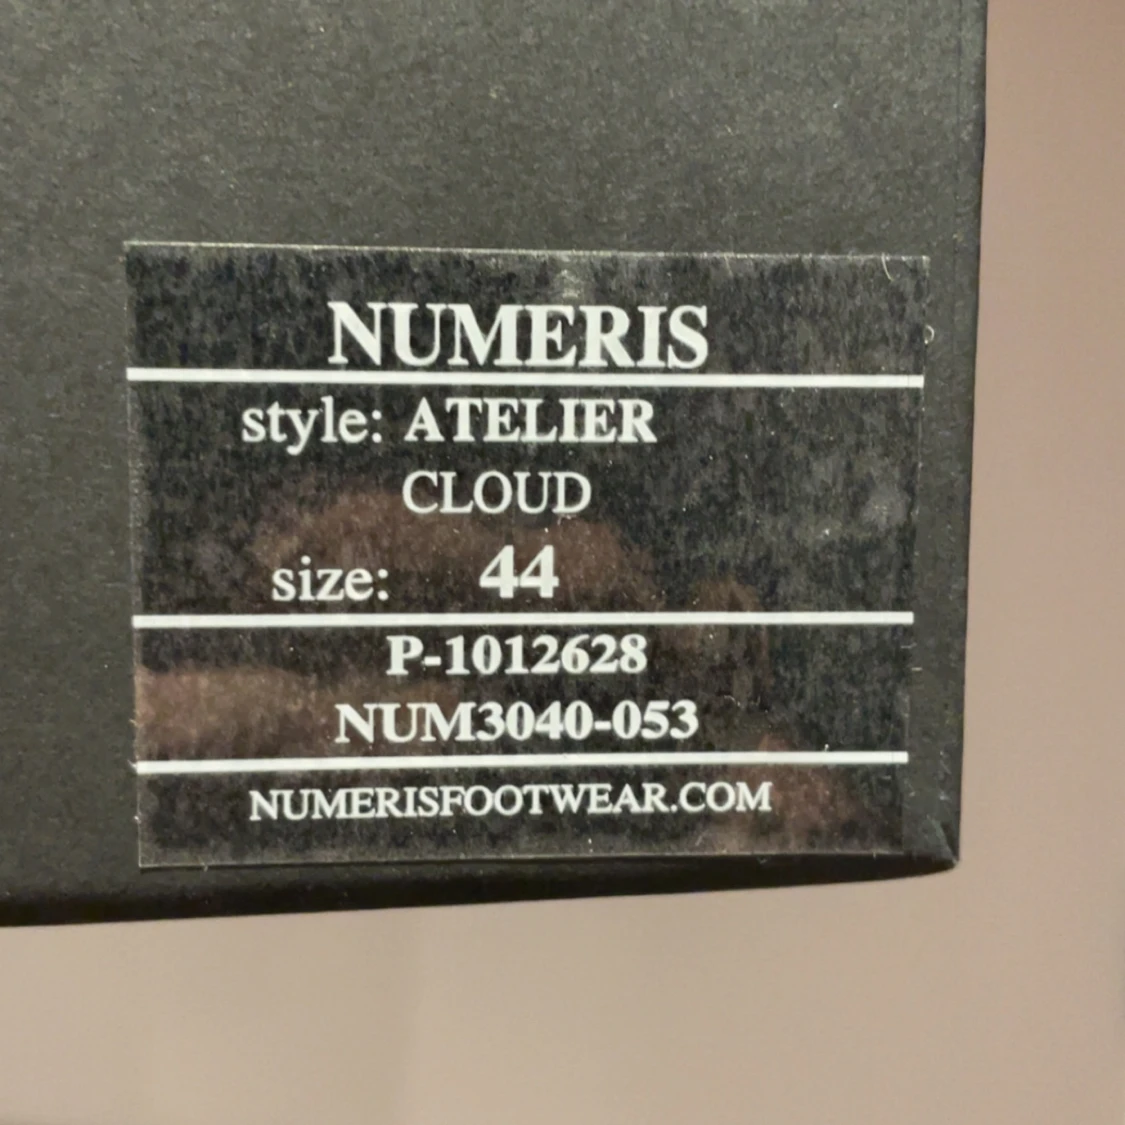 NUMERIS
style: ATELIER
CLOUD
size: 44
P-1012628
NUM3040-053
NUMERISFOOTWEAR.COM